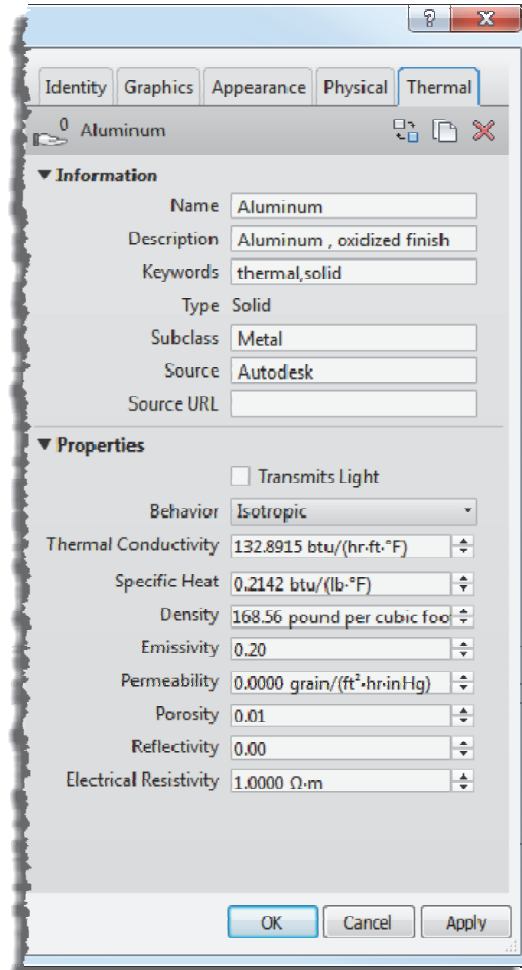 Identity Graphics Appearance Physical Thermal
0 Aluminum
Information
Name Aluminum
Description Aluminum , oxidized finish
Keywords thermal,solid
Type Solid
Subclass Metal
Source Autodesk
Source URL
Properties
Transmits Light
Behavior Isotropic
Thermal Conductivity 132.8915 btu/(hr·ft·°F)
Specific Heat 0.2142 btu/(lb·°F)
Density 168.56 pound per cubic foo
Emissivity 0.20
Permeability 0.0000 grain/(ft²·hr·inHg)
Porosity 0.01
Reflectivity 0.00
Electrical Resistivity 1.0000 Ω·m
OK Cancel Apply